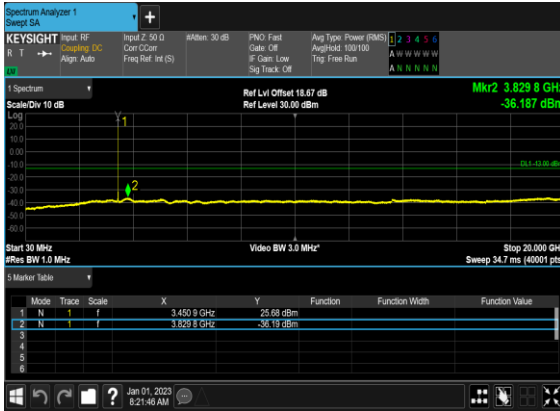 Spectrum Analyzer 1
Swept SA
KEYSIGHT
R T
Input: RF
Coupling: DC
Align: Auto
Input Z: 50 Ω
Corr CCorr
Freq Ref: Int (S)
#Atten: 30 dB
PNO: Fast
Gate: Off
IF Gain: Low
Sig Track: Off
Avg Type: Power (RMS)
Avg|Hold: 100/100
Trig: Free Run
1 2 3 4 5 6
A W W W W W
A N N N N N
1 Spectrum
Scale/Div 10 dB
Ref Lvl Offset 18.67 dB
Ref Level 30.00 dBm
Mkr2 3.829 8 GHz
-36.187 dBm
Log
20.0
10.0
0.00
-10.0
-20.0
-30.0
-40.0
-50.0
-60.0
1
2
DL1 -13.00 dBm
Start 30 MHz
#Res BW 1.0 MHz
Video BW 3.0 MHz*
Stop 20.000 GHz
Sweep 34.7 ms (40001 pts)
5 Marker Table
Mode Trace Scale X Y Function Function Width Function Value
1 N 1 f 3.450 9 GHz 25.68 dBm
2 N 1 f 3.829 8 GHz -36.19 dBm
3
4
5
6
Jan 01, 2023
8:21:46 AM